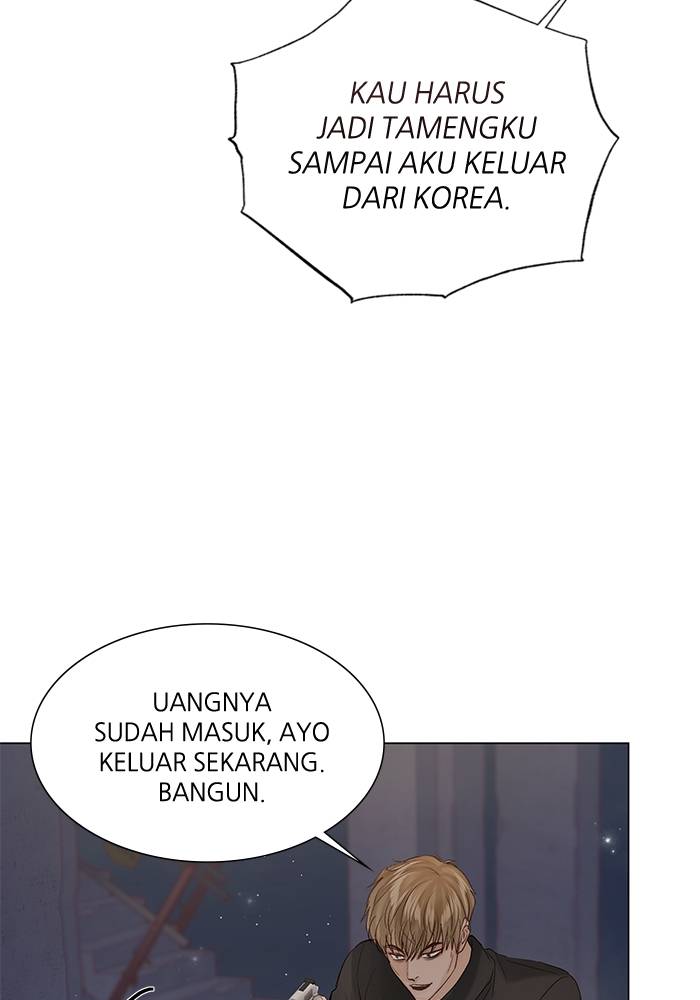 KAU HARUS
JADI TAMENGKU
SAMPAI AKU KELUAR
DARI KOREA.
UANGNYA
SUDAH MASUK, AYO
KELUAR SEKARANG.
BANGUN.